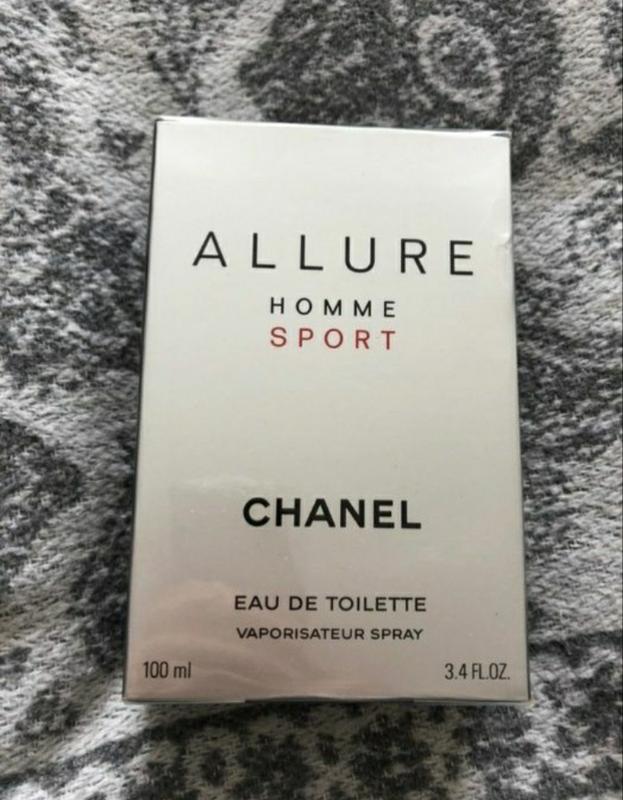 ALLURE
HOMME
SPORT
CHANEL
EAU DE TOILETTE
VAPORISATEUR SPRAY
100 ml 3.4 FL.OZ.